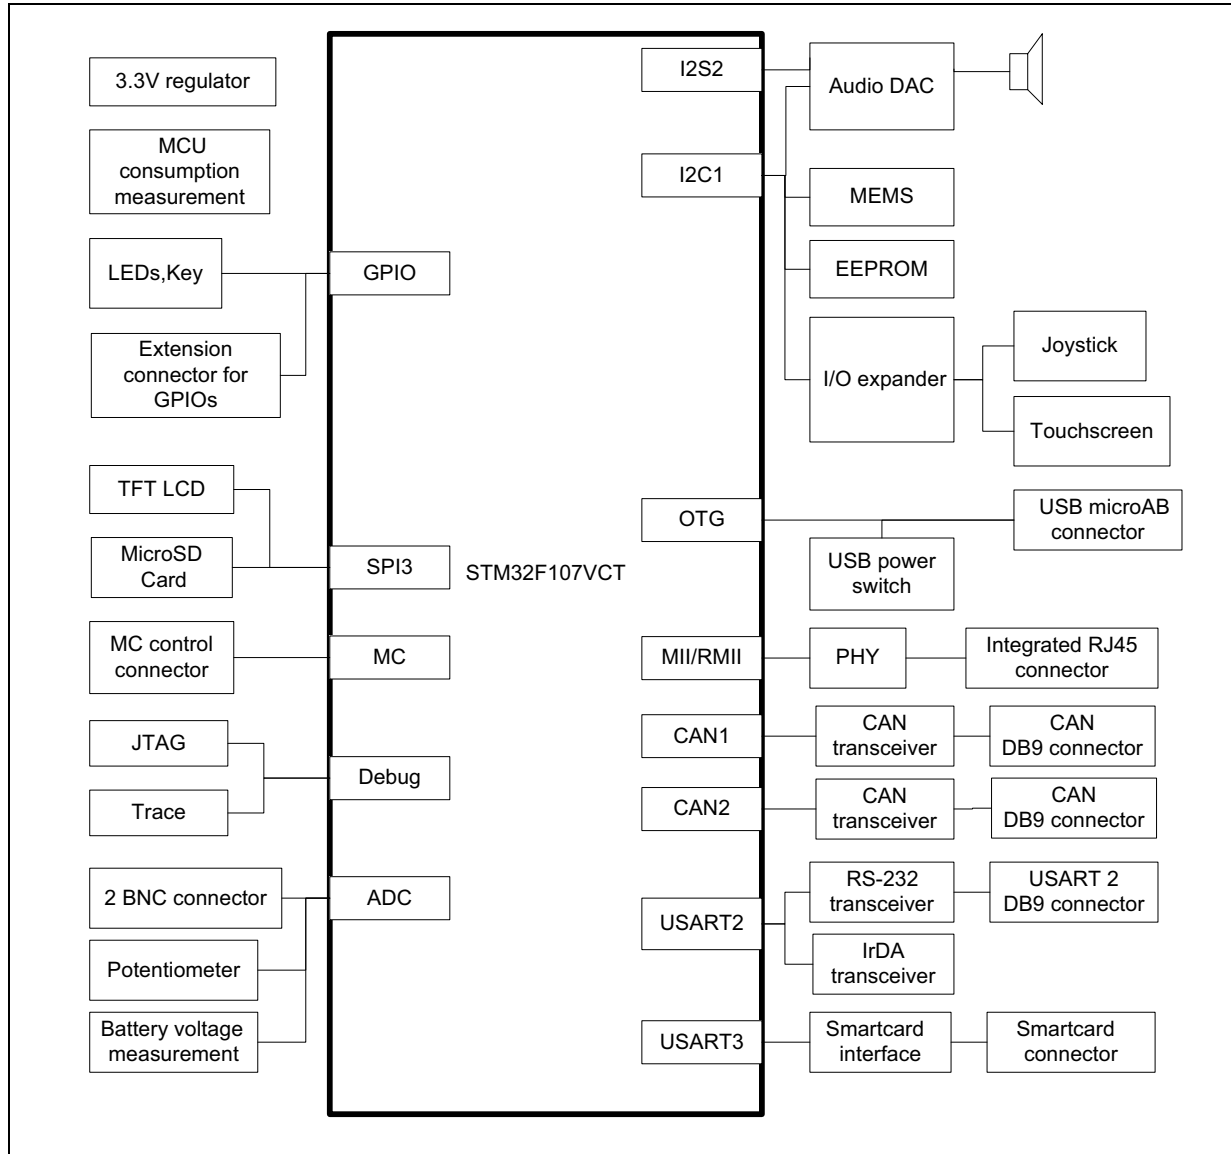 3.3V regulator
MCU
consumption
measurement
LEDs,Key
Extension
connector for
GPIOs
TFT LCD
MicroSD
Card
MC control
connector
JTAG
Trace
2 BNC connector
Potentiometer
Battery voltage
measurement
GPIO
SPI3
MC
Debug
ADC
STM32F107VCT
I2S2
I2C1
OTG
MII/RMII
CAN1
CAN2
USART2
USART3
Audio DAC
MEMS
EEPROM
I/O expander
Joystick
Touchscreen
USB microAB
connector
USB power
switch
PHY
Integrated RJ45
connector
CAN
transceiver
CAN
DB9 connector
CAN
transceiver
CAN
DB9 connector
RS-232
transceiver
USART 2
DB9 connector
IrDA
transceiver
Smartcard
interface
Smartcard
connector